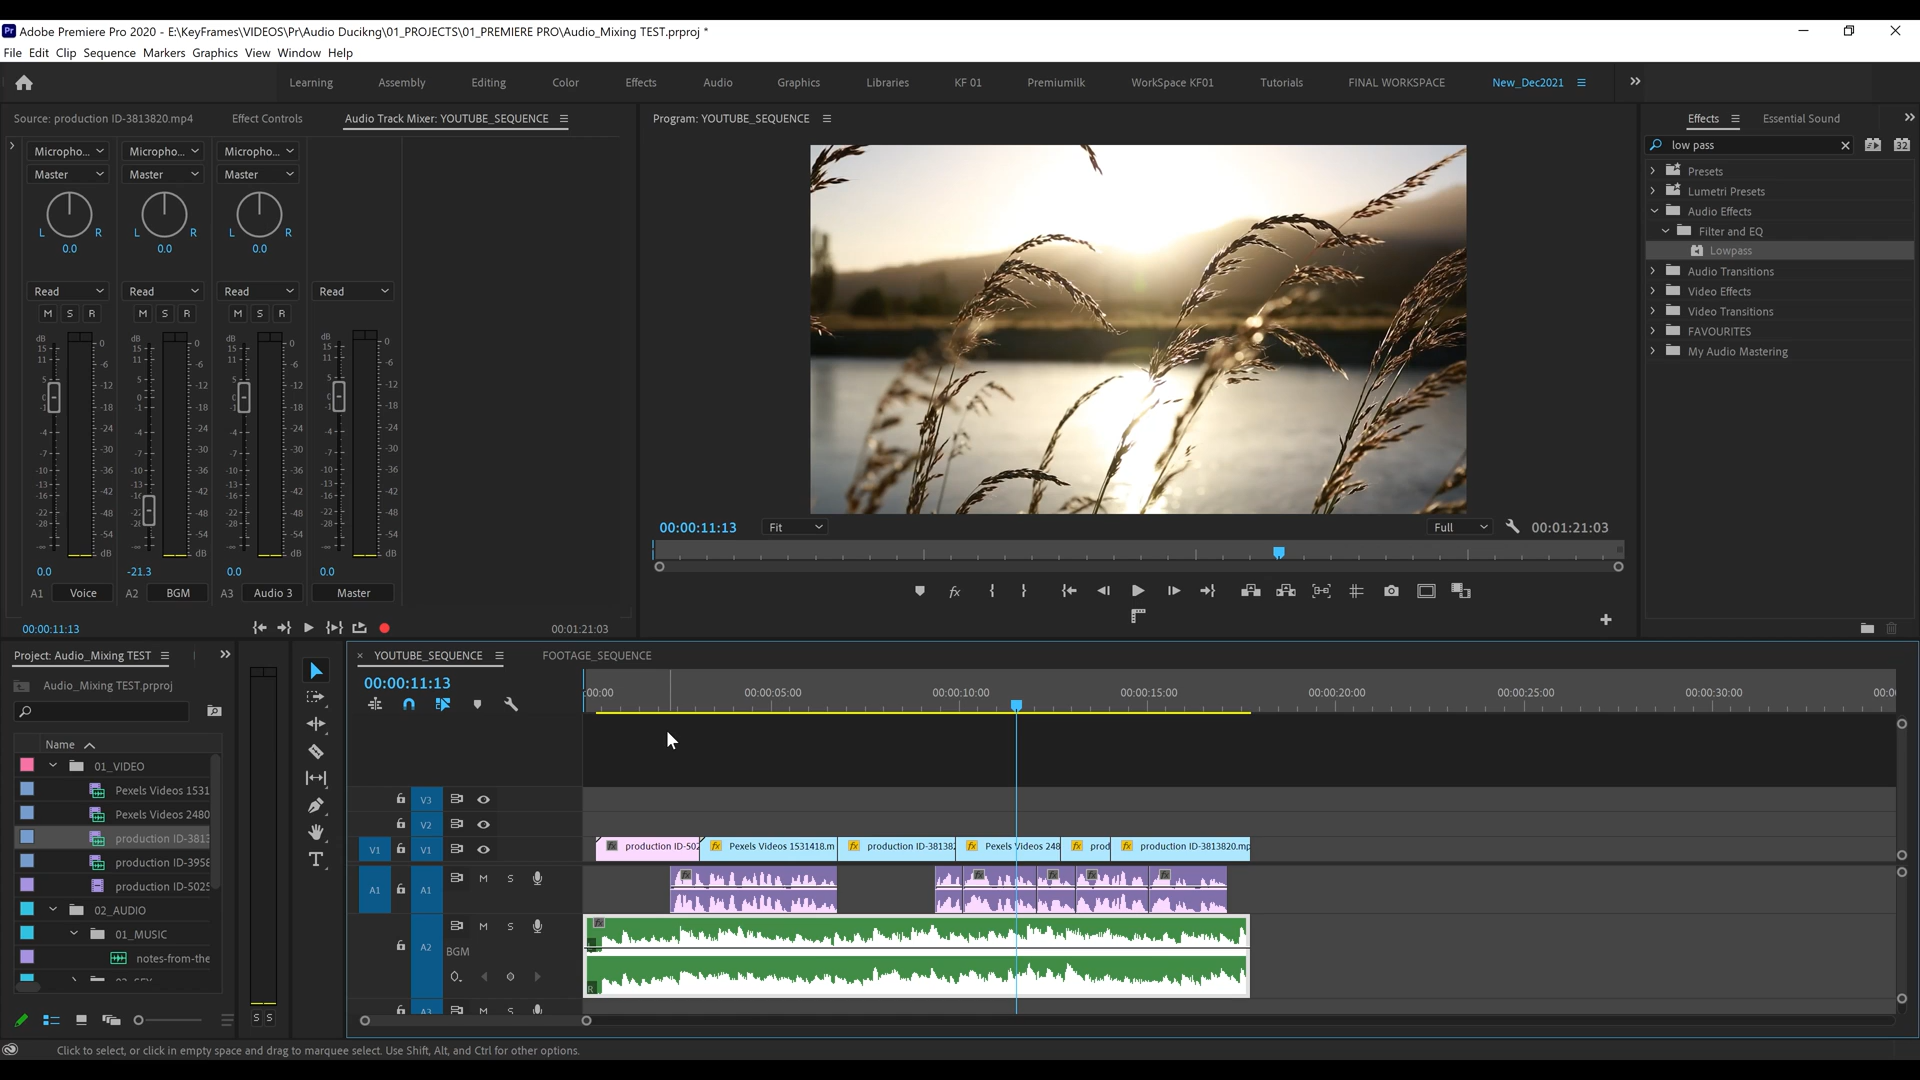 Adobe Premiere Pro 2020 - E:\KeyFrames\VIDEOS\Pr\Audio Ducikng\01_PROJECTS\01_PREMIERE PRO\Audio_Mixing TEST.prproj *
File Edit Clip Sequence Markers Graphics View Window Help
Learning Assembly Editing Color Effects Audio Graphics Libraries KF 01 Premiumilk WorkSpace KF01 Tutorials FINAL WORKSPACE New_Dec2021
Source: production ID-3813820.mp4 Effect Controls Audio Track Mixer: YOUTUBE_SEQUENCE
Micropho... Micropho... Micropho...
Master Master Master
L R L R L R
0.0 0.0 0.0
Read Read Read Read
M S R M S R M S R
0.0 -21.3 0.0 0.0
A1 Voice A2 BGM A3 Audio 3 Master
00:00:11:13 00:01:21:03
Program: YOUTUBE_SEQUENCE
00:00:11:13 Fit Full 00:01:21:03
Effects Essential Sound
low pass
Presets
Lumetri Presets
Audio Effects
Filter and EQ
Lowpass
Audio Transitions
Video Effects
Video Transitions
FAVOURITES
My Audio Mastering
Project: Audio_Mixing TEST
Audio_Mixing TEST.prproj
Name
01_VIDEO
Pexels Videos 1531
Pexels Videos 2480
production ID-3813
production ID-3958
production ID-5025
02_AUDIO
01_MUSIC
notes-from-the
S S
YOUTUBE_SEQUENCE FOOTAGE_SEQUENCE
00:00:11:13
:00:00 00:00:05:00 00:00:10:00 00:00:15:00 00:00:20:00 00:00:25:00 00:00:30:00 00:0
V3
V2
V1 V1 production ID-502 Pexels Videos 1531418.m production ID-38138 Pexels Videos 248 prod production ID-3813820.mp
A1 A1 M S
A2 M S
BGM
L
R
A3 M S
Click to select, or click in empty space and drag to marquee select. Use Shift, Alt, and Ctrl for other options.